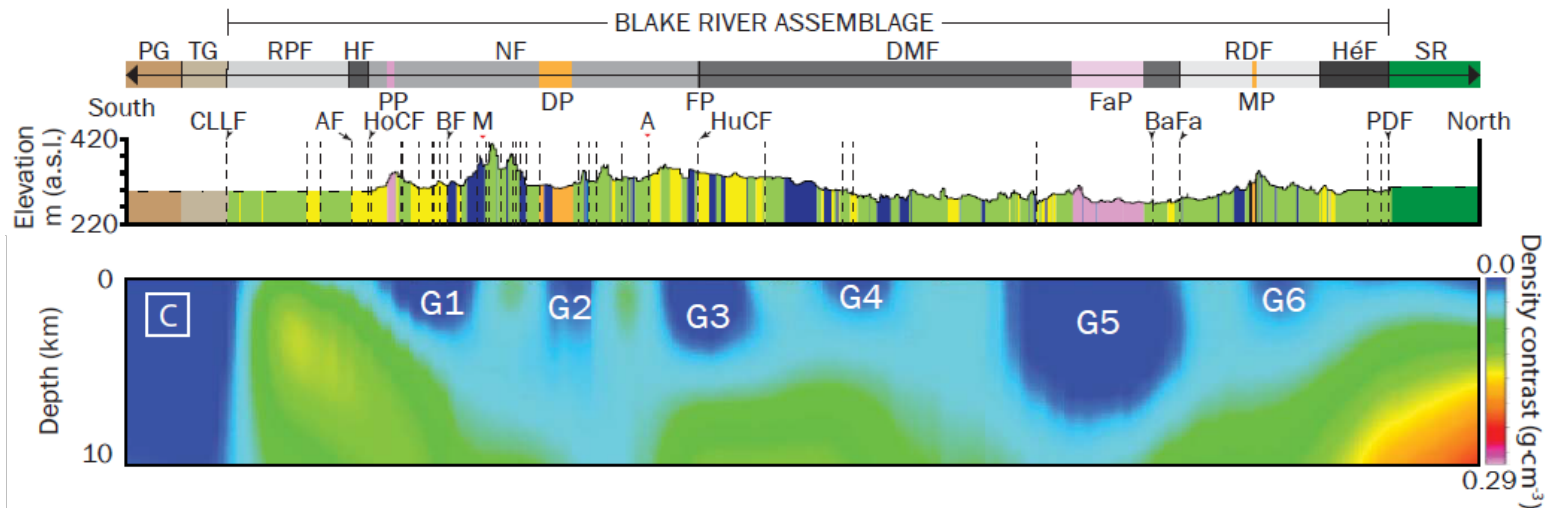 BLAKE RIVER ASSEMBLAGE
PG TG RPF HF NF DMF RDF HéF SR
South PP DP FP FaP MP
CLLF AF HoCF BF M A HuCF BaFa PDF North
Elevation
m (a.s.l.)
420
220
0
10
Depth (km)
C G1 G2 G3 G4 G5 G6
0.0
0.29
Density contrast (g·cm⁻³)